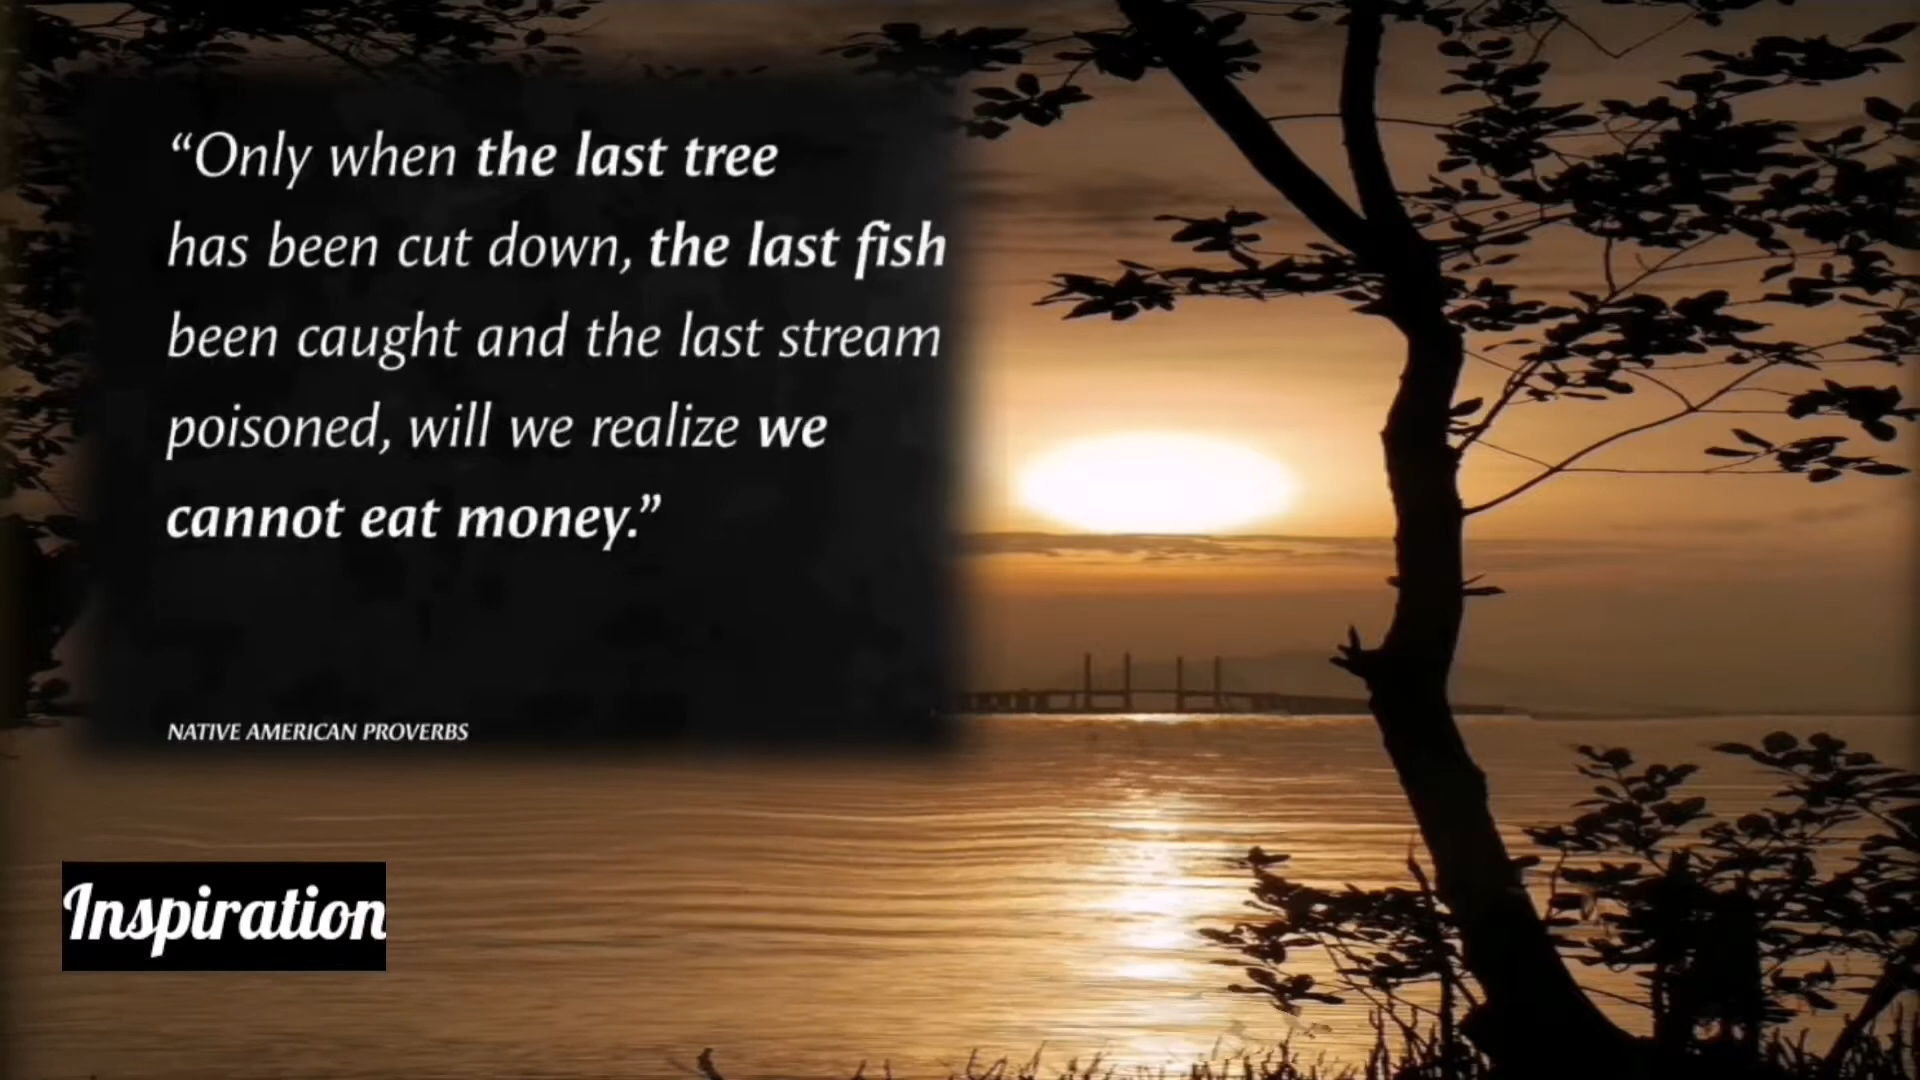 “Only when the last tree
has been cut down, the last fish
been caught and the last stream
poisoned, will we realize we
cannot eat money.”
NATIVE AMERICAN PROVERBS
Inspiration